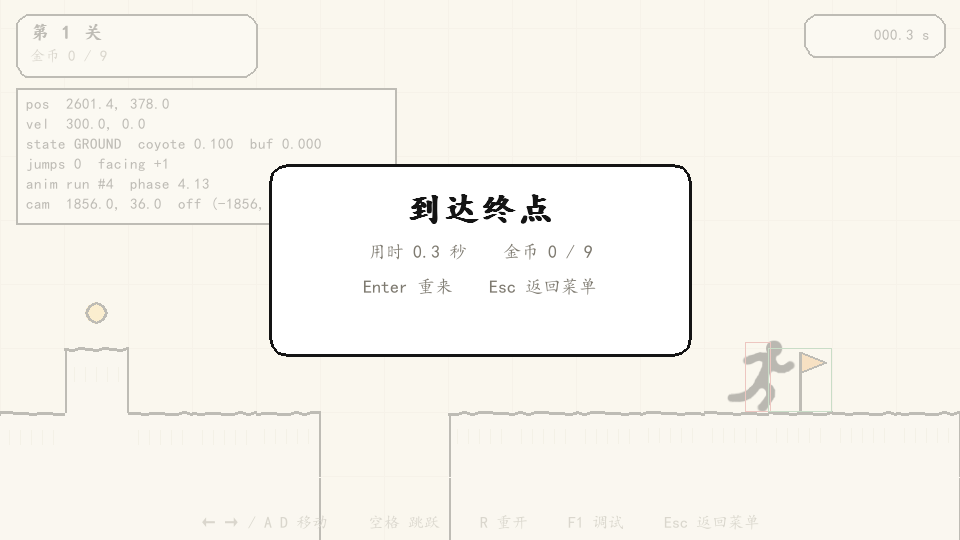 第 1 关
金币 0 / 9
000.3 s
pos 2601.4, 378.0
vel 300.0, 0.0
state GROUND coyote 0.100 buf 0.000
jumps 0 facing +1
anim run #4 phase 4.13
cam 1856.0, 36.0 off (-1856,
到达终点
用时 0.3 秒 金币 0 / 9
Enter 重来 Esc 返回菜单
← → / A D 移动 空格 跳跃 R 重开 F1 调试 Esc 返回菜单